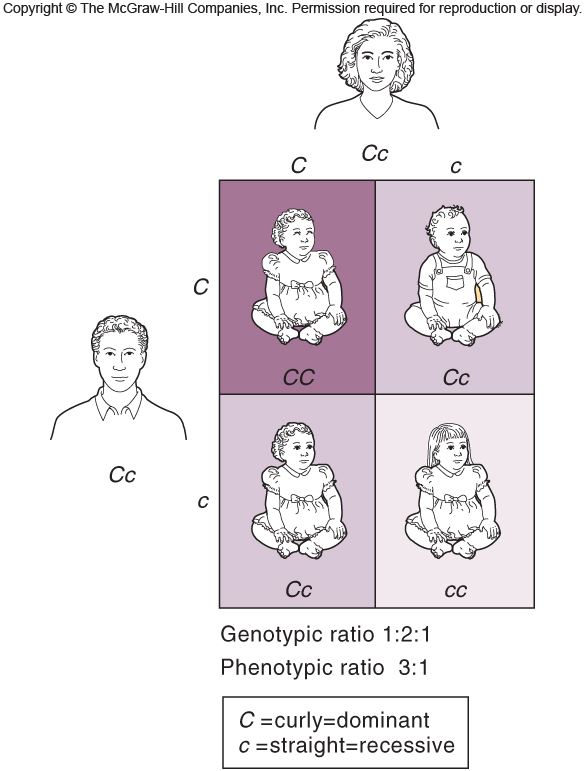 Copyright © The McGraw-Hill Companies, Inc. Permission required for reproduction or display.
Cc
C
c
C
CC
Cc
Cc
c
Cc
cc
Genotypic ratio 1:2:1
Phenotypic ratio  3:1
C =curly=dominant
c =straight=recessive